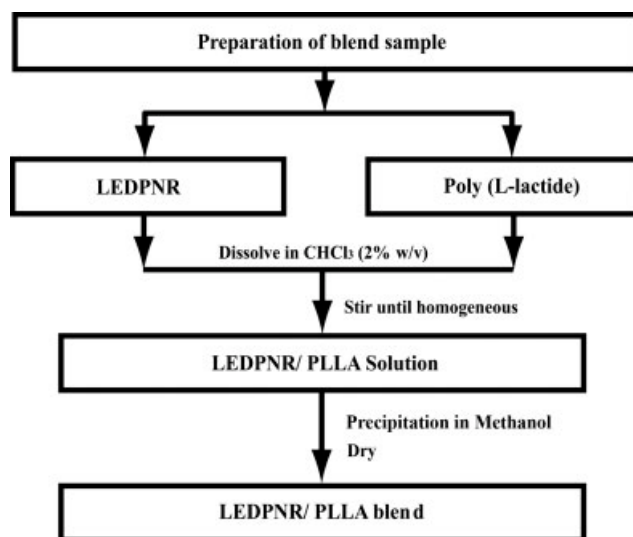 Preparation of blend sample
LEDPNR
Poly (L-lactide)
Dissolve in CHCl₃ (2% w/v)
Stir until homogeneous
LEDPNR/ PLLA Solution
Precipitation in Methanol
Dry
LEDPNR/ PLLA blend